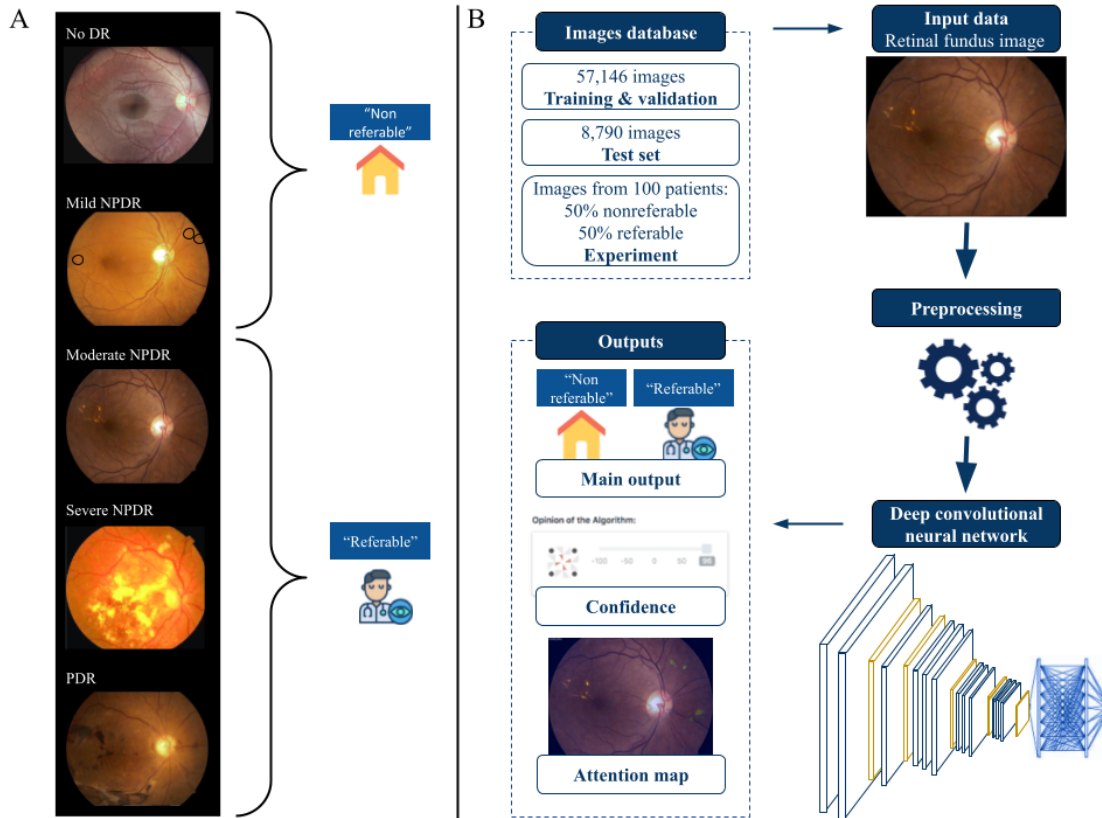 A
No DR
Mild NPDR
Moderate NPDR
Severe NPDR
PDR
“Non
referable”
“Referable”
B
Images database
57,146 images
Training & validation
8,790 images
Test set
Images from 100 patients:
50% nonreferable
50% referable
Experiment
Input data
Retinal fundus image
Preprocessing
Deep convolutional
neural network
Outputs
“Non
referable”
“Referable”
Main output
Opinion of the Algorithm:
-100 -50 0 50 96
Confidence
Attention map